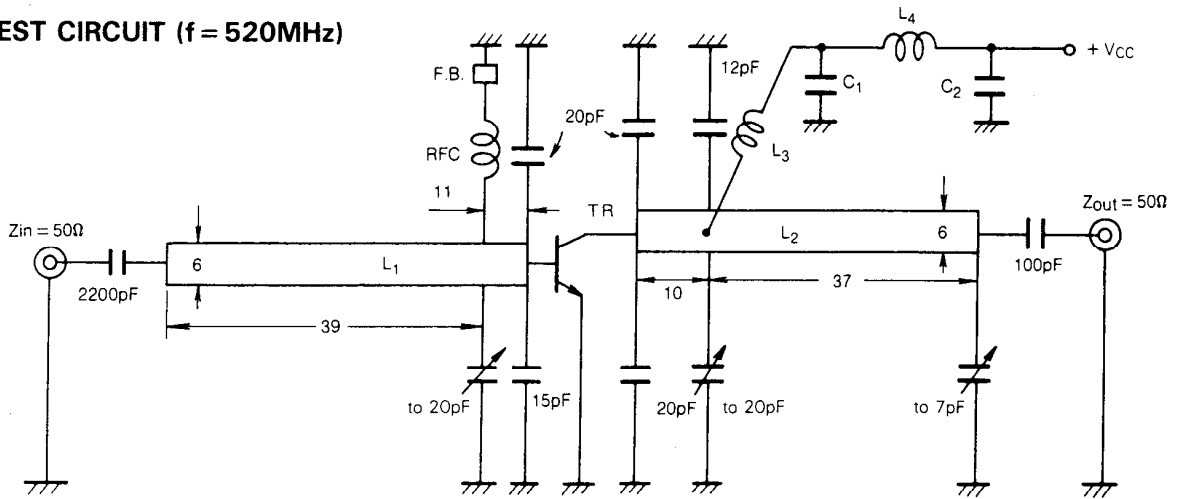 EST CIRCUIT (f = 520MHz)
L4
+ VCC
F.B.
12pF
C1
C2
20pF
RFC
L3
11
TR
Zin = 50Ω
Zout = 50Ω
6
L1
L2
6
2200pF
100pF
10
37
39
to 20pF
15pF
20pF
to 20pF
to 7pF